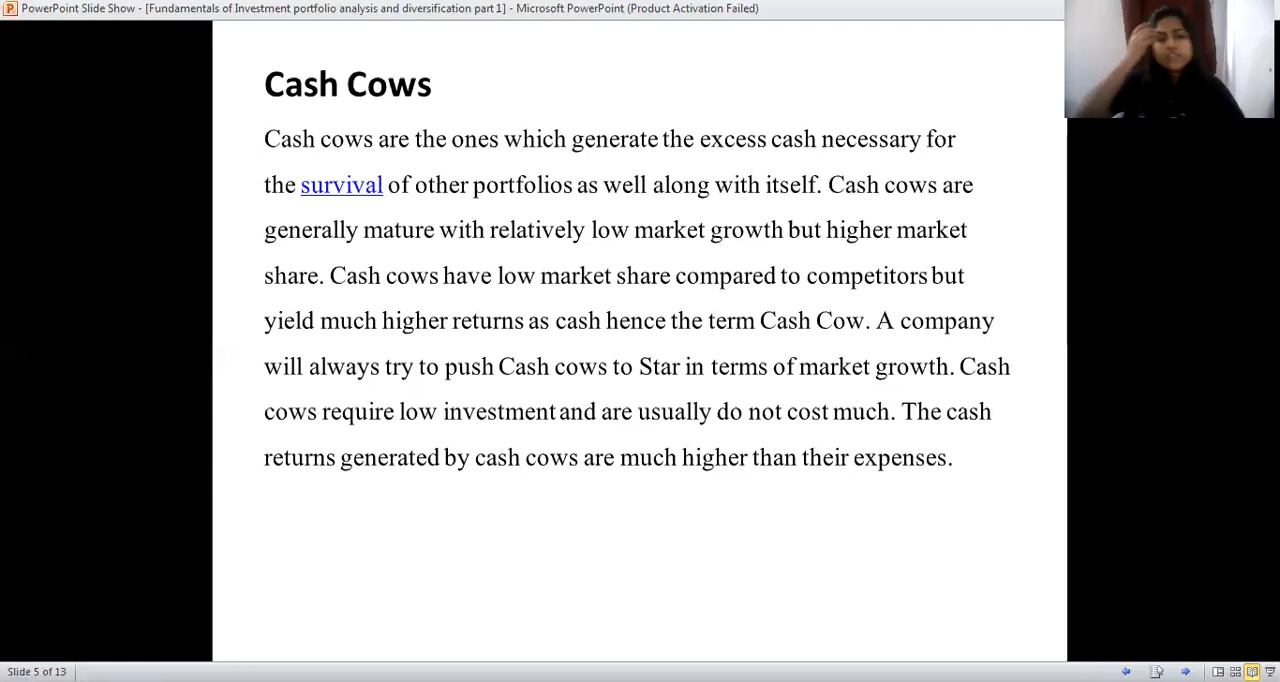 PowerPoint Slide Show - [Fundamentals of Investment portfolio analysis and diversification part 1] - Microsoft PowerPoint (Product Activation Failed)
Cash Cows
Cash cows are the ones which generate the excess cash necessary for
the survival of other portfolios as well along with itself. Cash cows are
generally mature with relatively low market growth but higher market
share. Cash cows have low market share compared to competitors but
yield much higher returns as cash hence the term Cash Cow. A company
will always try to push Cash cows to Star in terms of market growth. Cash
cows require low investment and are usually do not cost much. The cash
returns generated by cash cows are much higher than their expenses.
Slide 5 of 13